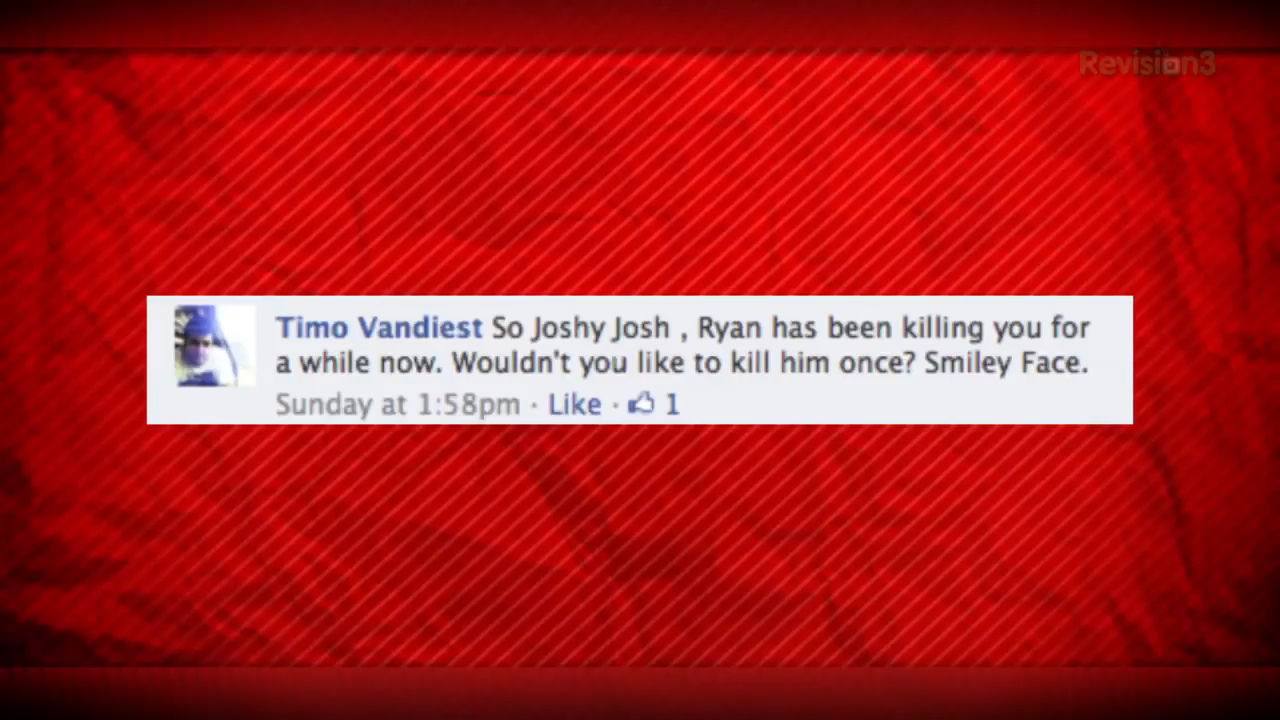 Revision3
Timo Vandiest So Joshy Josh , Ryan has been killing you for
a while now. Wouldn't you like to kill him once? Smiley Face.
Sunday at 1:58pm · Like · 1